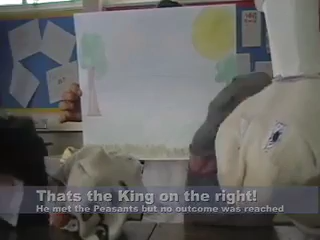 Thats the King on the right!
He met the Peasants but no outcome was reached